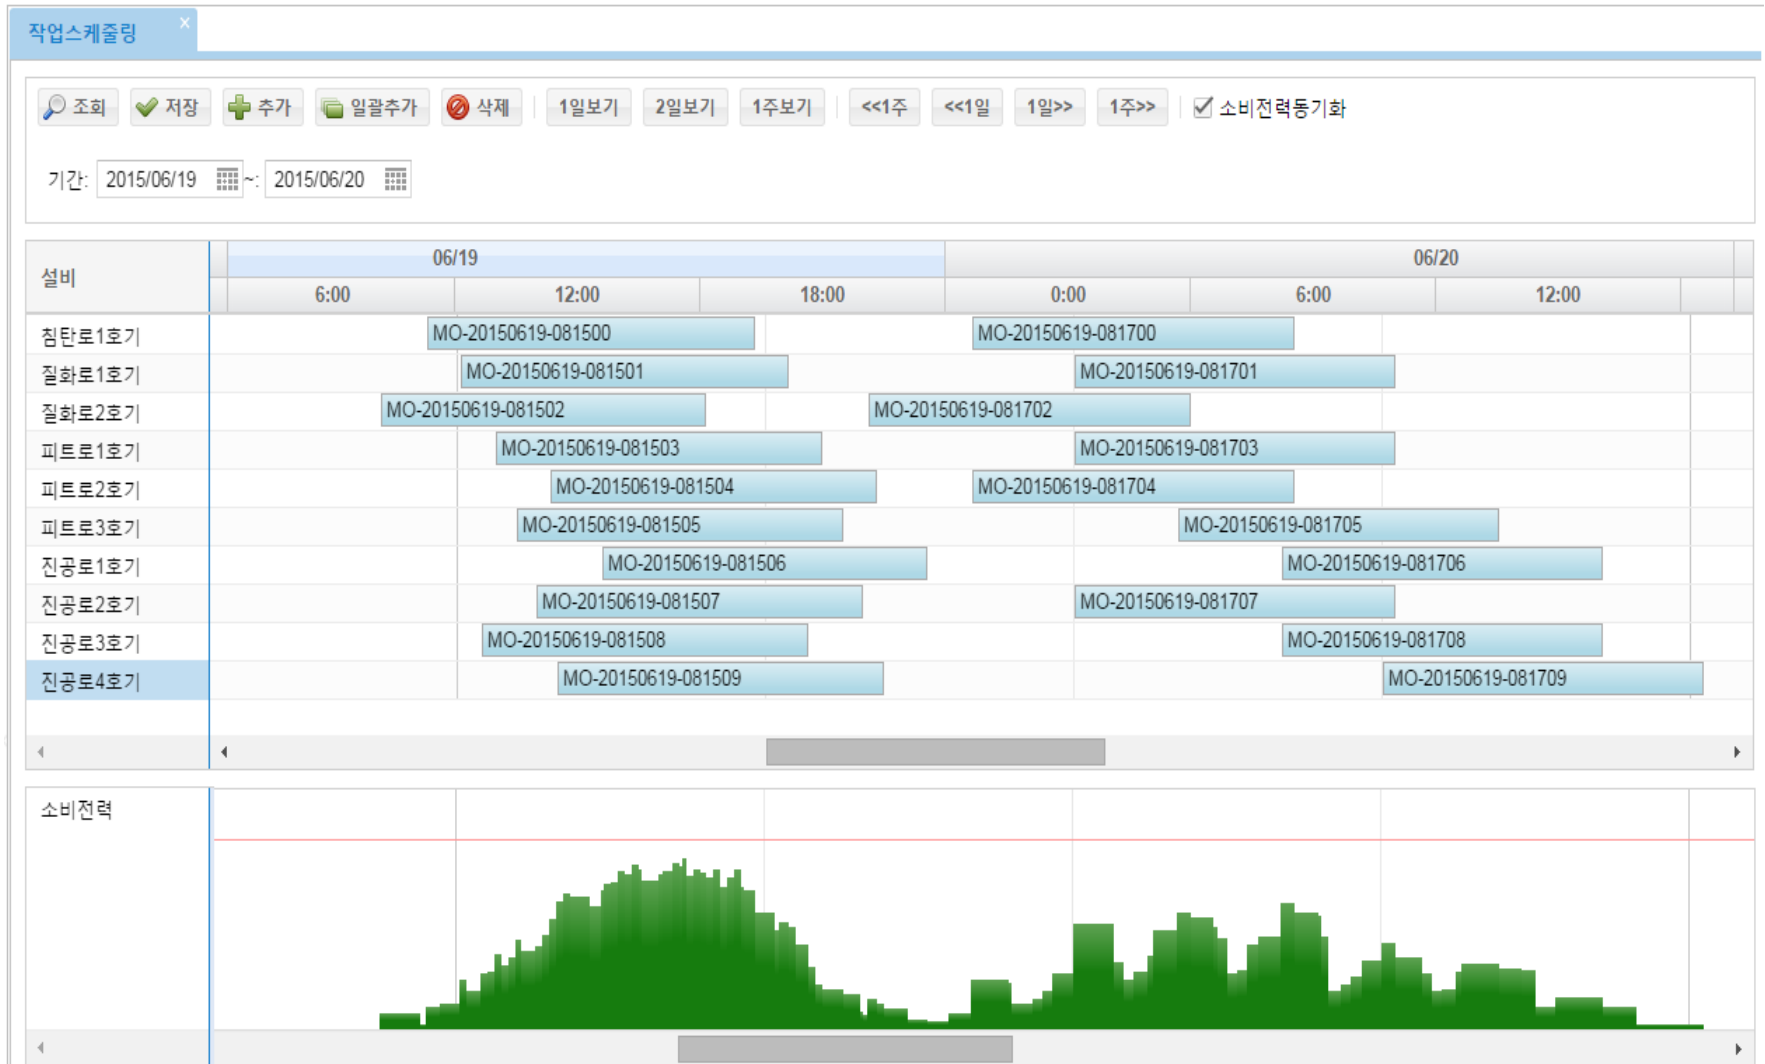 작업스케줄링 x
조회 저장 추가 일괄추가 삭제 1일보기 2일보기 1주보기 <<1주 <<1일 1일>> 1주>> 소비전력동기화
기간: 2015/06/19 ~: 2015/06/20
설비 06/19 06/20
6:00 12:00 18:00 0:00 6:00 12:00
침탄로1호기 MO-20150619-081500 MO-20150619-081700
질화로1호기 MO-20150619-081501 MO-20150619-081701
질화로2호기 MO-20150619-081502 MO-20150619-081702
피트로1호기 MO-20150619-081503 MO-20150619-081703
피트로2호기 MO-20150619-081504 MO-20150619-081704
피트로3호기 MO-20150619-081505 MO-20150619-081705
진공로1호기 MO-20150619-081506 MO-20150619-081706
진공로2호기 MO-20150619-081507 MO-20150619-081707
진공로3호기 MO-20150619-081508 MO-20150619-081708
진공로4호기 MO-20150619-081509 MO-20150619-081709
소비전력